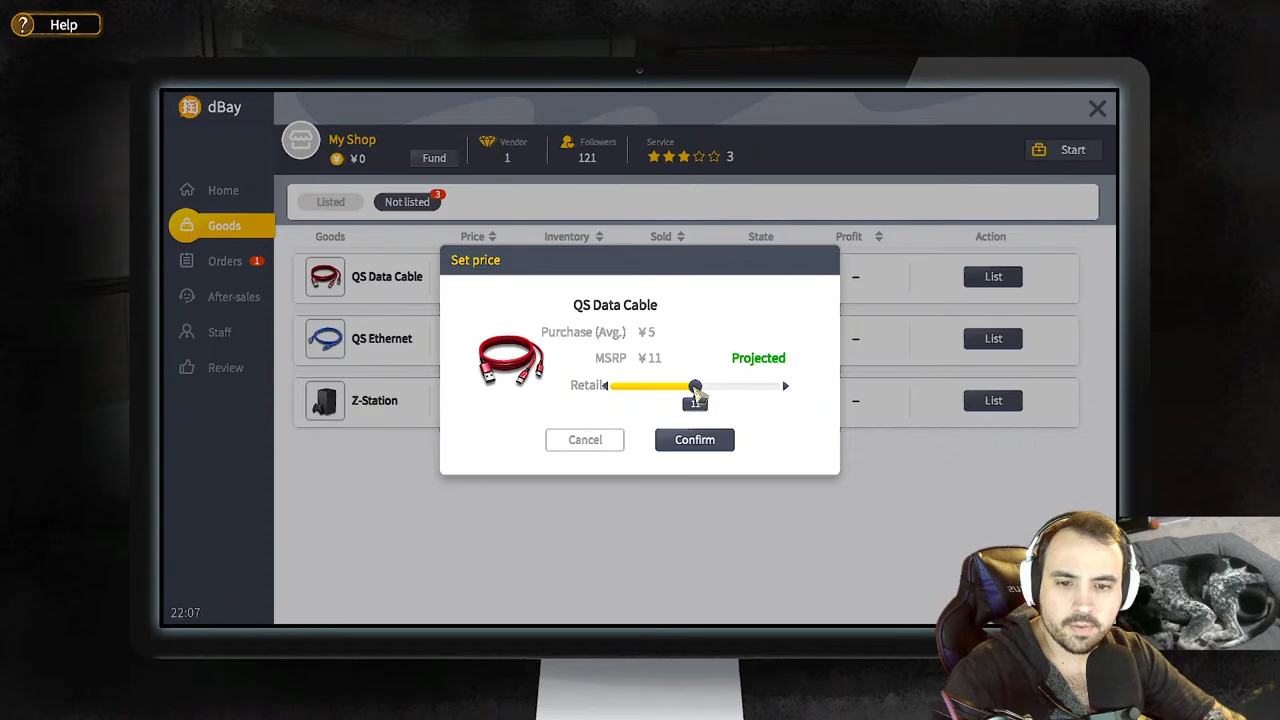 ? Help
淘 dBay
My Shop
¥ ¥0
Fund
Vendor
1
Followers
121
Service
3
Start
Home
Goods
Orders 1
After-sales
Staff
Review
22:07
Listed
Not listed 3
Goods Price Inventory Sold State Profit Action
QS Data Cable – List
QS Ethernet – List
Z-Station – List
Set price
QS Data Cable
Purchase (Avg.) ¥5
MSRP ¥11 Projected
Retail
11
Cancel
Confirm